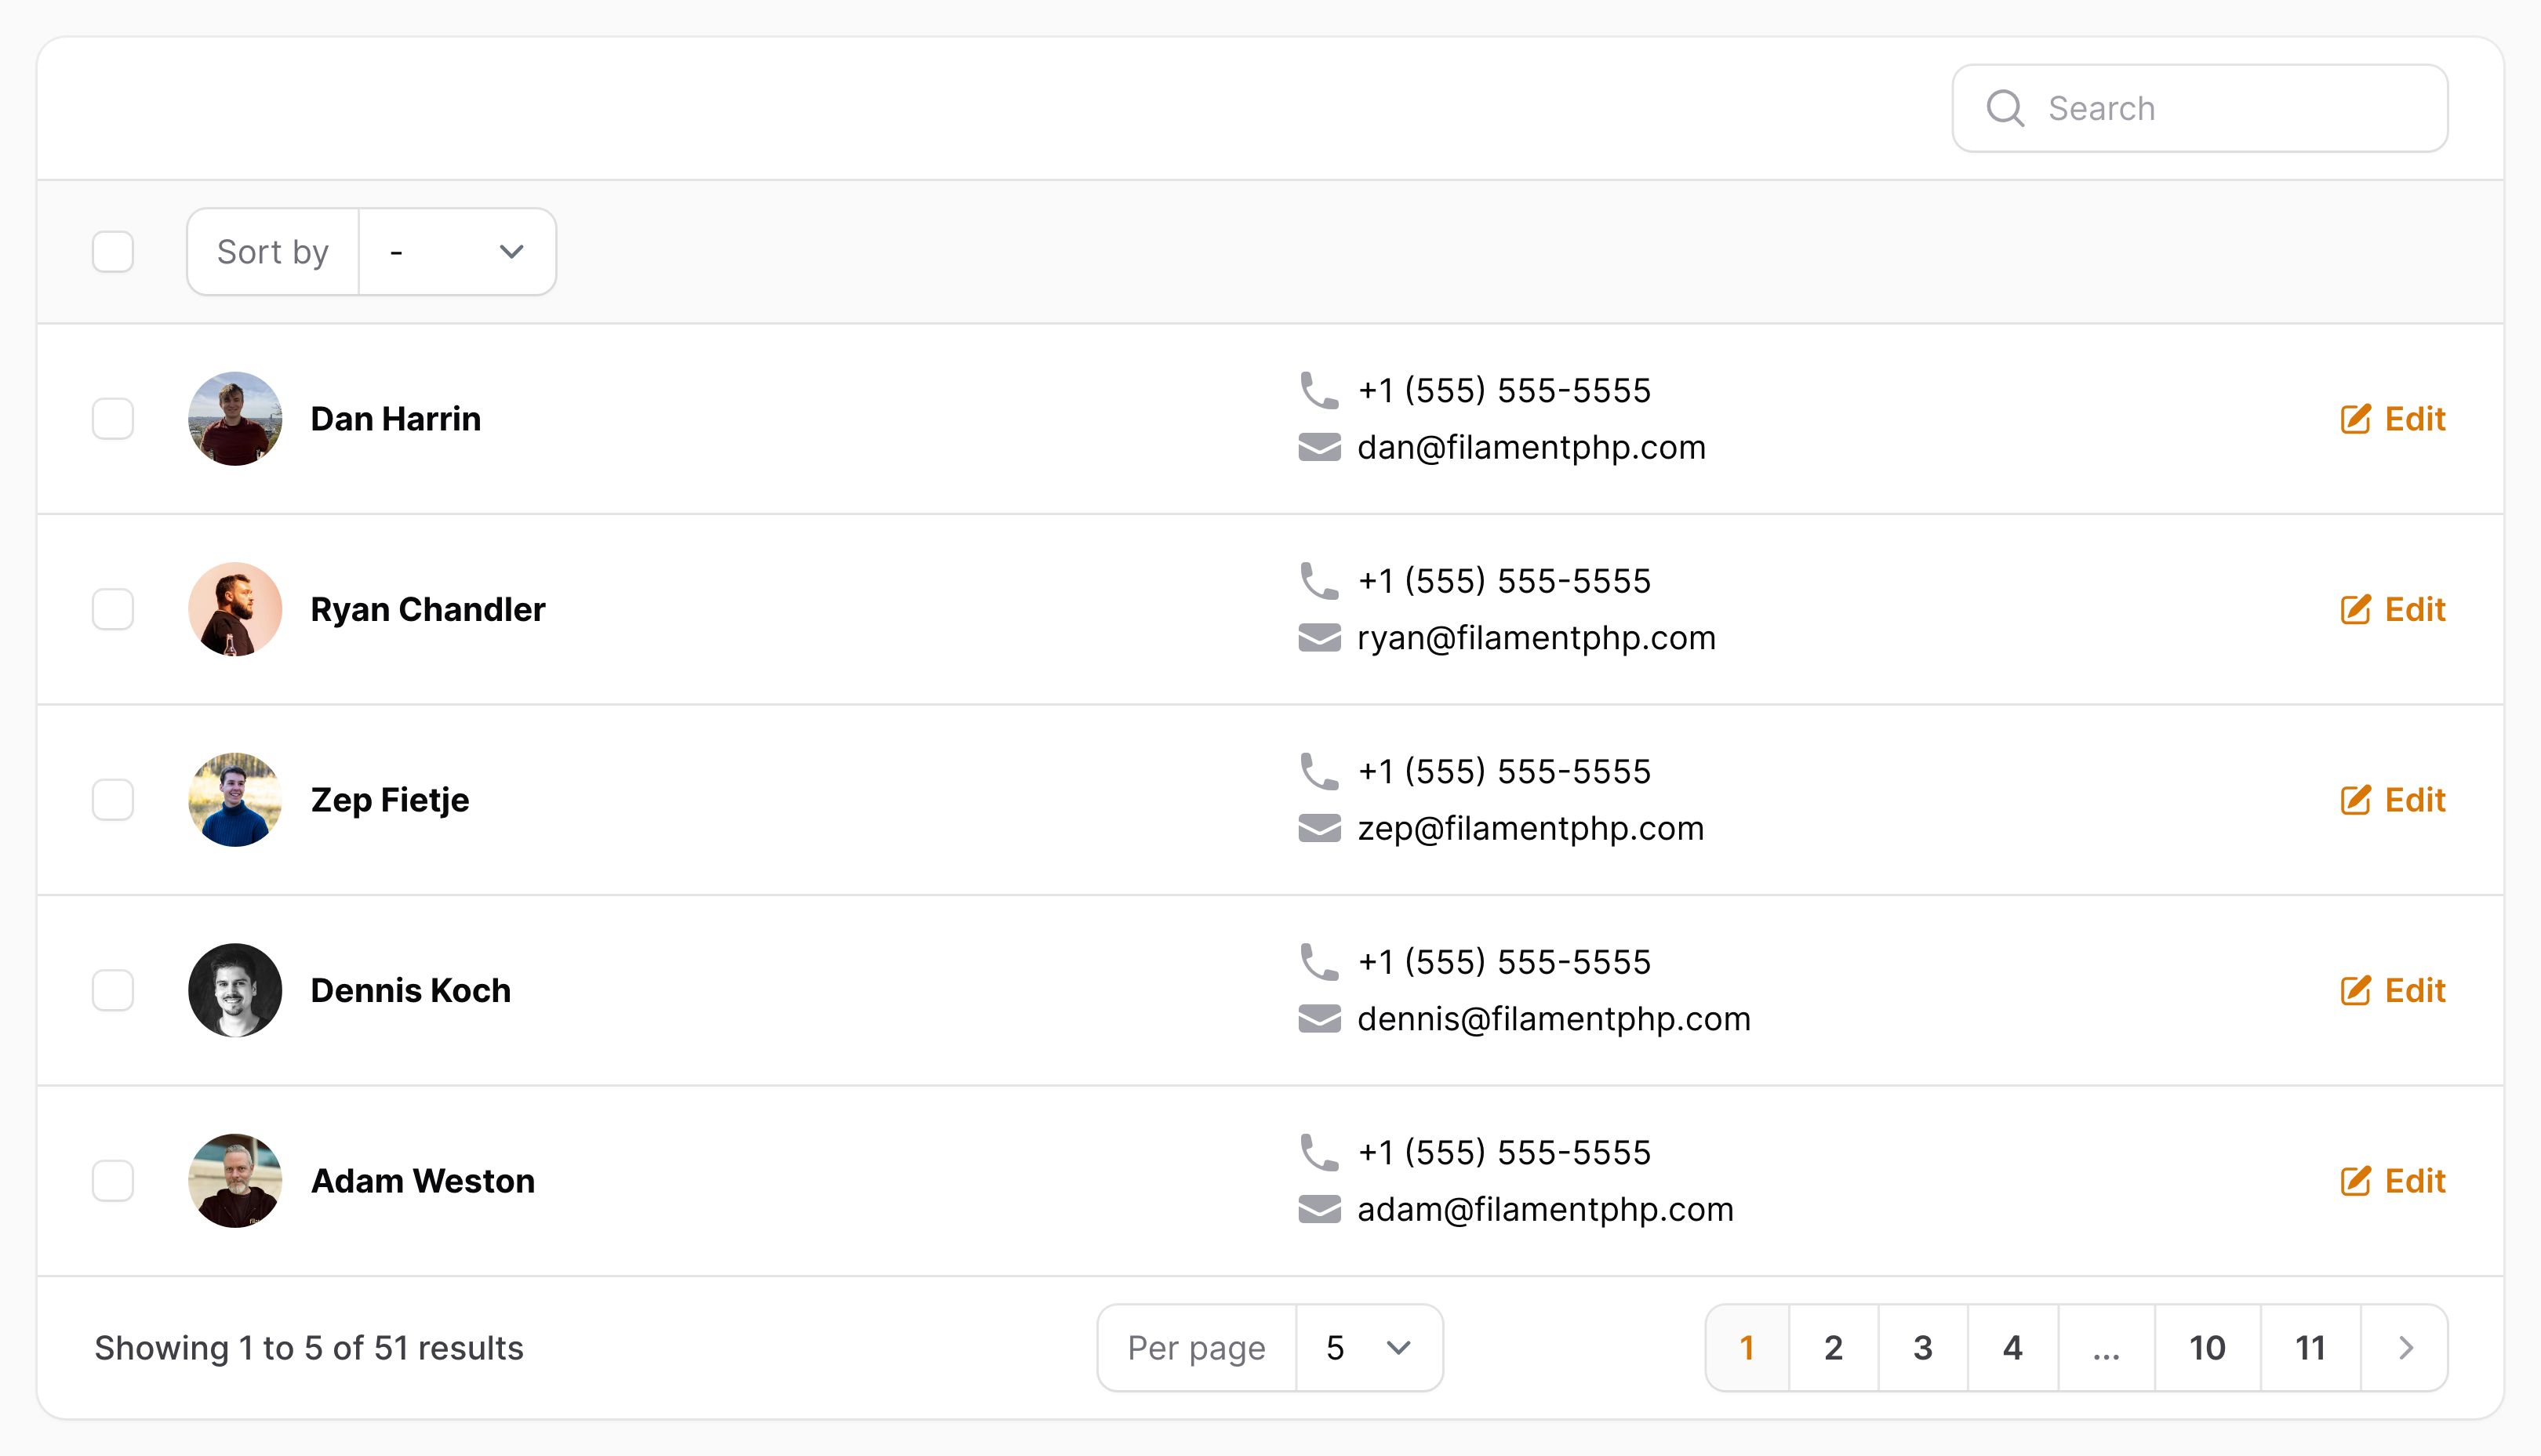 Search
Sort by -
Dan Harrin
+1 (555) 555-5555
dan@filamentphp.com
Edit
Ryan Chandler
+1 (555) 555-5555
ryan@filamentphp.com
Edit
Zep Fietje
+1 (555) 555-5555
zep@filamentphp.com
Edit
Dennis Koch
+1 (555) 555-5555
dennis@filamentphp.com
Edit
Adam Weston
+1 (555) 555-5555
adam@filamentphp.com
Edit
Showing 1 to 5 of 51 results
Per page 5
1 2 3 4 ... 10 11